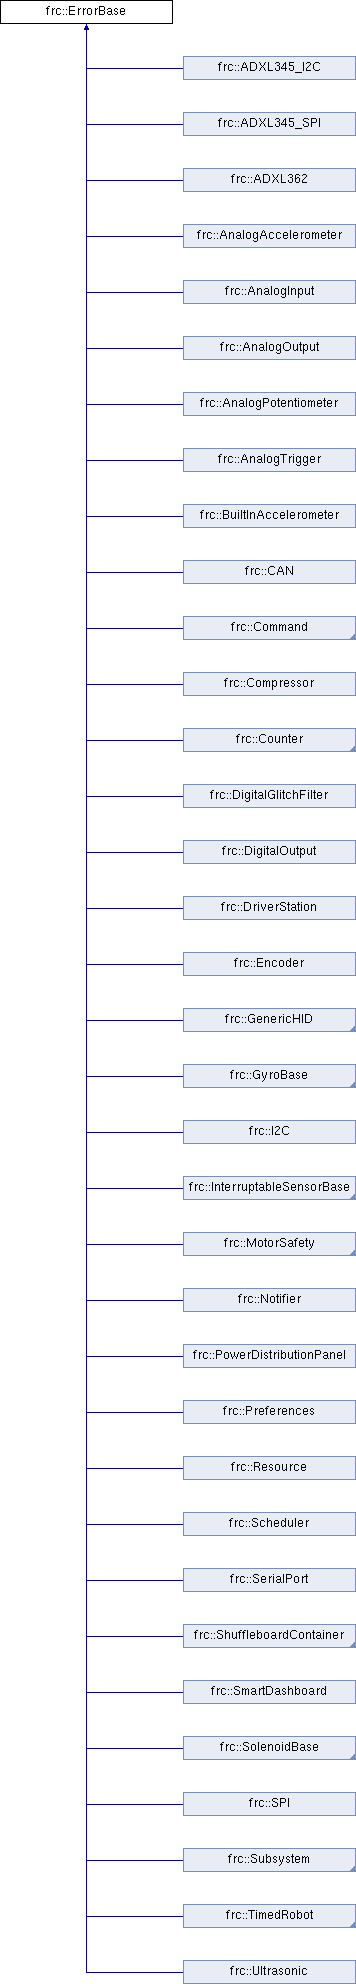 frc::ErrorBase
frc::ADXL345_I2C
frc::ADXL345_SPI
frc::ADXL362
frc::AnalogAccelerometer
frc::AnalogInput
frc::AnalogOutput
frc::AnalogPotentiometer
frc::AnalogTrigger
frc::BuiltInAccelerometer
frc::CAN
frc::Command
frc::Compressor
frc::Counter
frc::DigitalGlitchFilter
frc::DigitalOutput
frc::DriverStation
frc::Encoder
frc::GenericHID
frc::GyroBase
frc::I2C
frc::InterruptableSensorBase
frc::MotorSafety
frc::Notifier
frc::PowerDistributionPanel
frc::Preferences
frc::Resource
frc::Scheduler
frc::SerialPort
frc::ShuffleboardContainer
frc::SmartDashboard
frc::SolenoidBase
frc::SPI
frc::Subsystem
frc::TimedRobot
frc::Ultrasonic